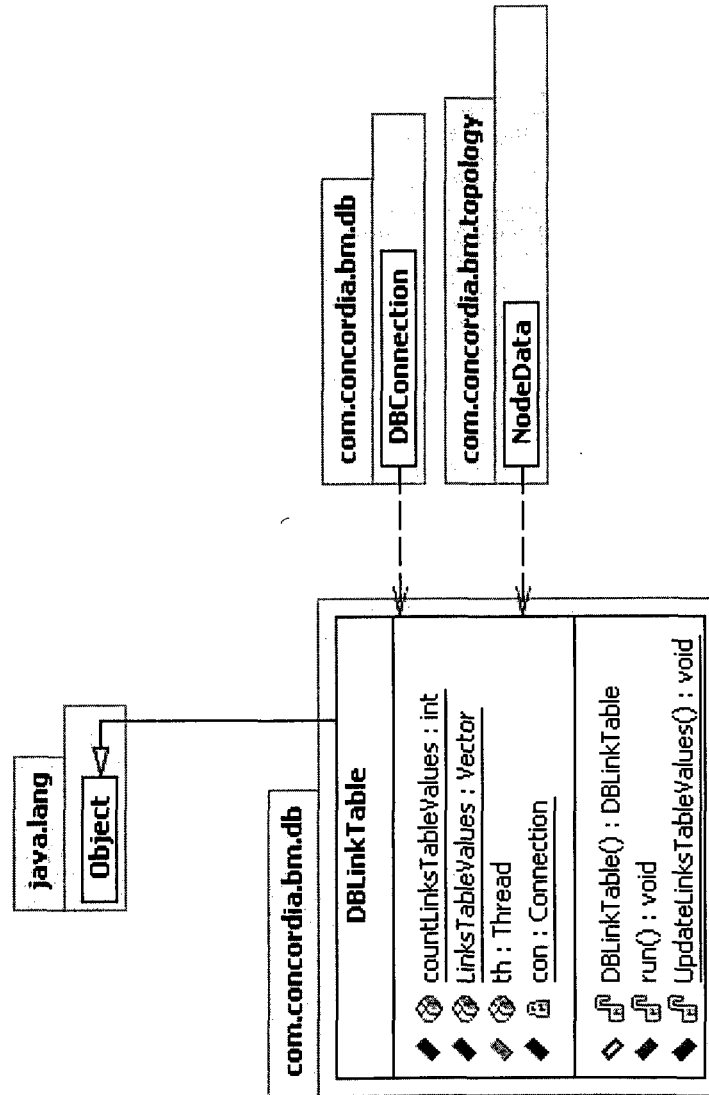 java.lang
Object
com.concordia.bm.db
DBLinkTable
countLinksTableValues : int
LinksTableValues : Vector
th : Thread
con : Connection
DBLinkTable() : DBLinkTable
run() : void
UpdateLinksTableValues() : void
com.concordia.bm.db
DBConnection
com.concordia.bm.topology
NodeData